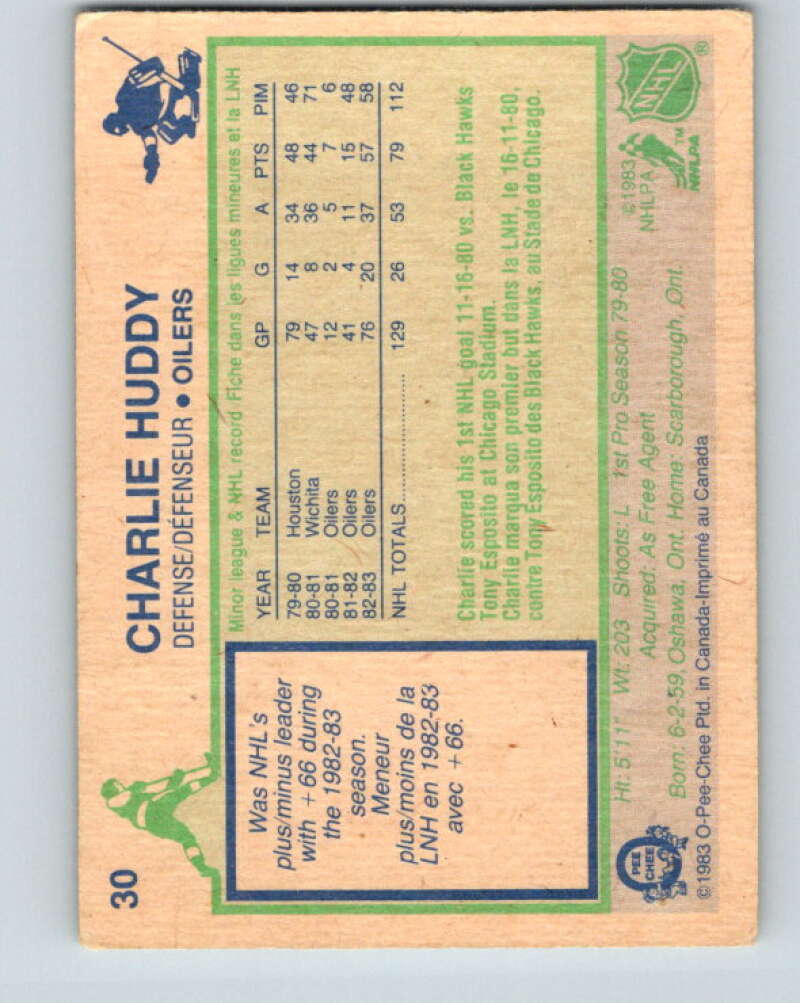 30
CHARLIE HUDDY
DEFENSE/DÉFENSEUR • OILERS
Was NHL's
plus/minus leader
with +66 during
the 1982-83
season.
Meneur
plus/moins de la
LNH en 1982-83
avec +66.
Minor league & NHL record Fiche dans les ligues mineures et la LNH
YEAR TEAM GP G A PTS PIM
79-80 Houston 79 14 34 48 46
80-81 Wichita 47 8 36 44 71
80-81 Oilers 12 2 5 7 6
81-82 Oilers 41 4 11 15 48
82-83 Oilers 76 20 37 57 58
NHL TOTALS............................ 129 26 53 79 112
Charlie scored his 1st NHL goal 11-16-80 vs. Black Hawks
Tony Esposito at Chicago Stadium.
Charlie marqua son premier but dans la LNH, le 16-11-80,
contre Tony Esposito des Black Hawks, au Stade de Chicago.
Ht: 5'11" Wt. 203 Shoots: L 1st Pro Season 79-80
Acquired: As Free Agent
Born: 6-2-59, Oshawa, Ont. Home: Scarborough, Ont.
©1983 O-Pee-Chee Ptd. in Canada-Imprimé au Canada
PEE
CHEE
©1983
NHLPA
NHLPA
TM
NHL
®